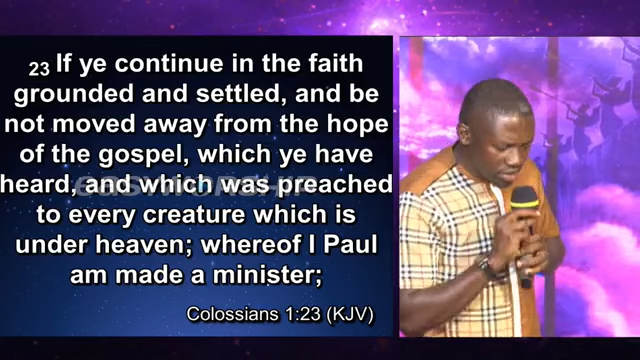 23 If ye continue in the faith
grounded and settled, and be
not moved away from the hope
of the gospel, which ye have
heard, and which was preached
to every creature which is
under heaven; whereof I Paul
am made a minister;
EASYWORSHIP
Colossians 1:23 (KJV)